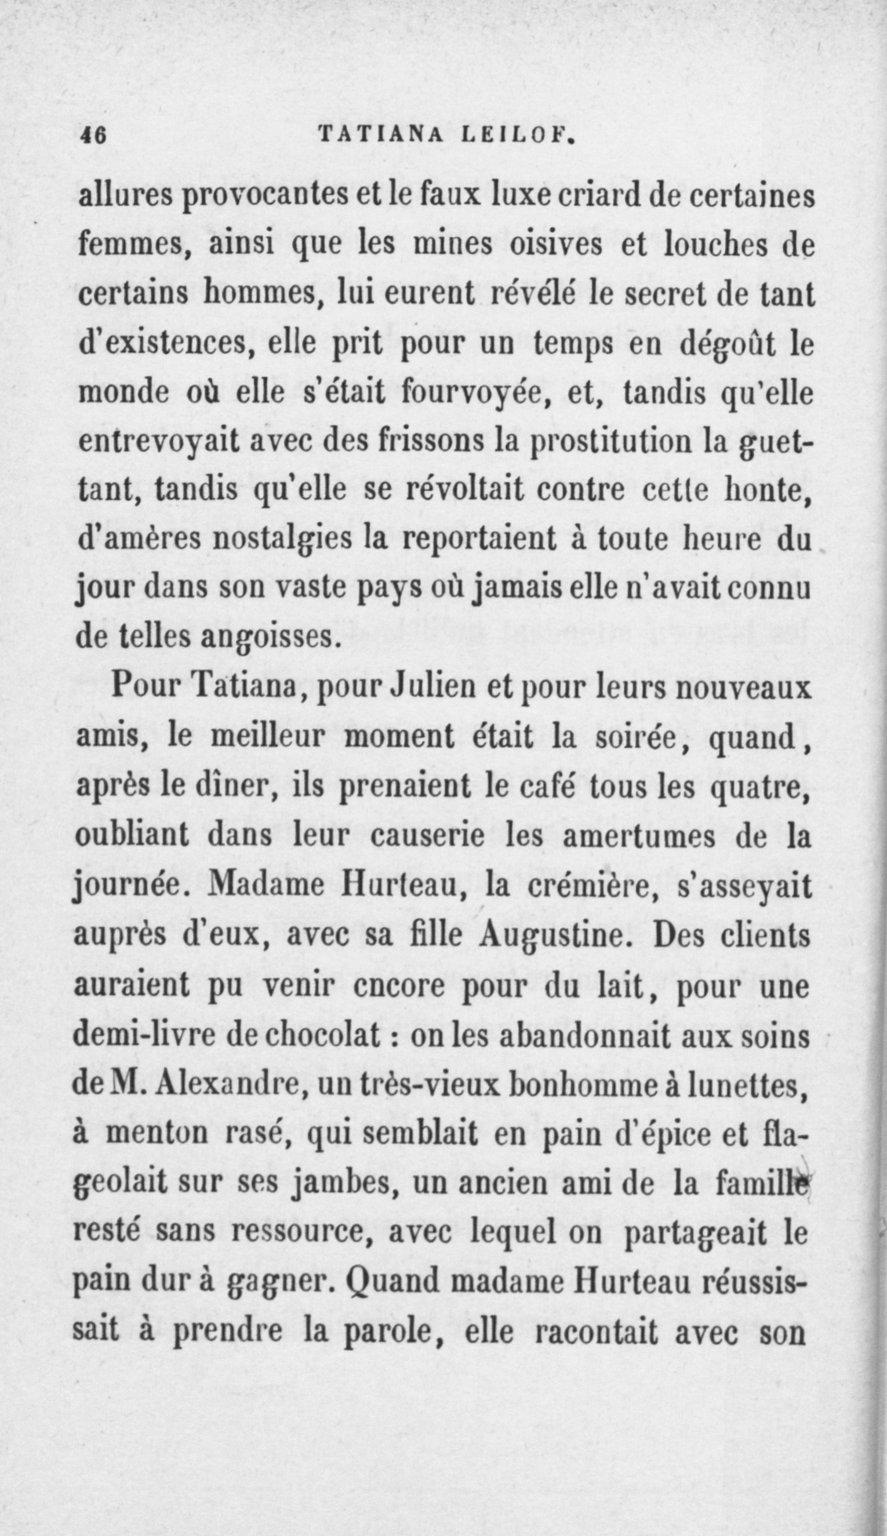 46 TATIANA LEILOF.
allures provocantes et le faux luxe criard de certaines
femmes, ainsi que les mines oisives et louches de
certains hommes, lui eurent révélé le secret de tant
d'existences, elle prit pour un temps en dégoût le
monde où elle s'était fourvoyée, et, tandis qu'elle
entrevoyait avec des frissons la prostitution la guet-
tant, tandis qu'elle se révoltait contre cette honte,
d'amères nostalgies la reportaient à toute heure du
jour dans son vaste pays où jamais elle n'avait connu
de telles angoisses.
Pour Tatiana, pour Julien et pour leurs nouveaux
amis, le meilleur moment était la soirée, quand,
après le dîner, ils prenaient le café tous les quatre,
oubliant dans leur causerie les amertumes de la
journée. Madame Hurteau, la crémière, s'asseyait
auprès d'eux, avec sa fille Augustine. Des clients
auraient pu venir encore pour du lait, pour une
demi-livre de chocolat : on les abandonnait aux soins
de M. Alexandre, un très-vieux bonhomme à lunettes,
à menton rasé, qui semblait en pain d'épice et fla-
geolait sur ses jambes, un ancien ami de la famille
resté sans ressource, avec lequel on partageait le
pain dur à gagner. Quand madame Hurteau réussis-
sait à prendre la parole, elle racontait avec son